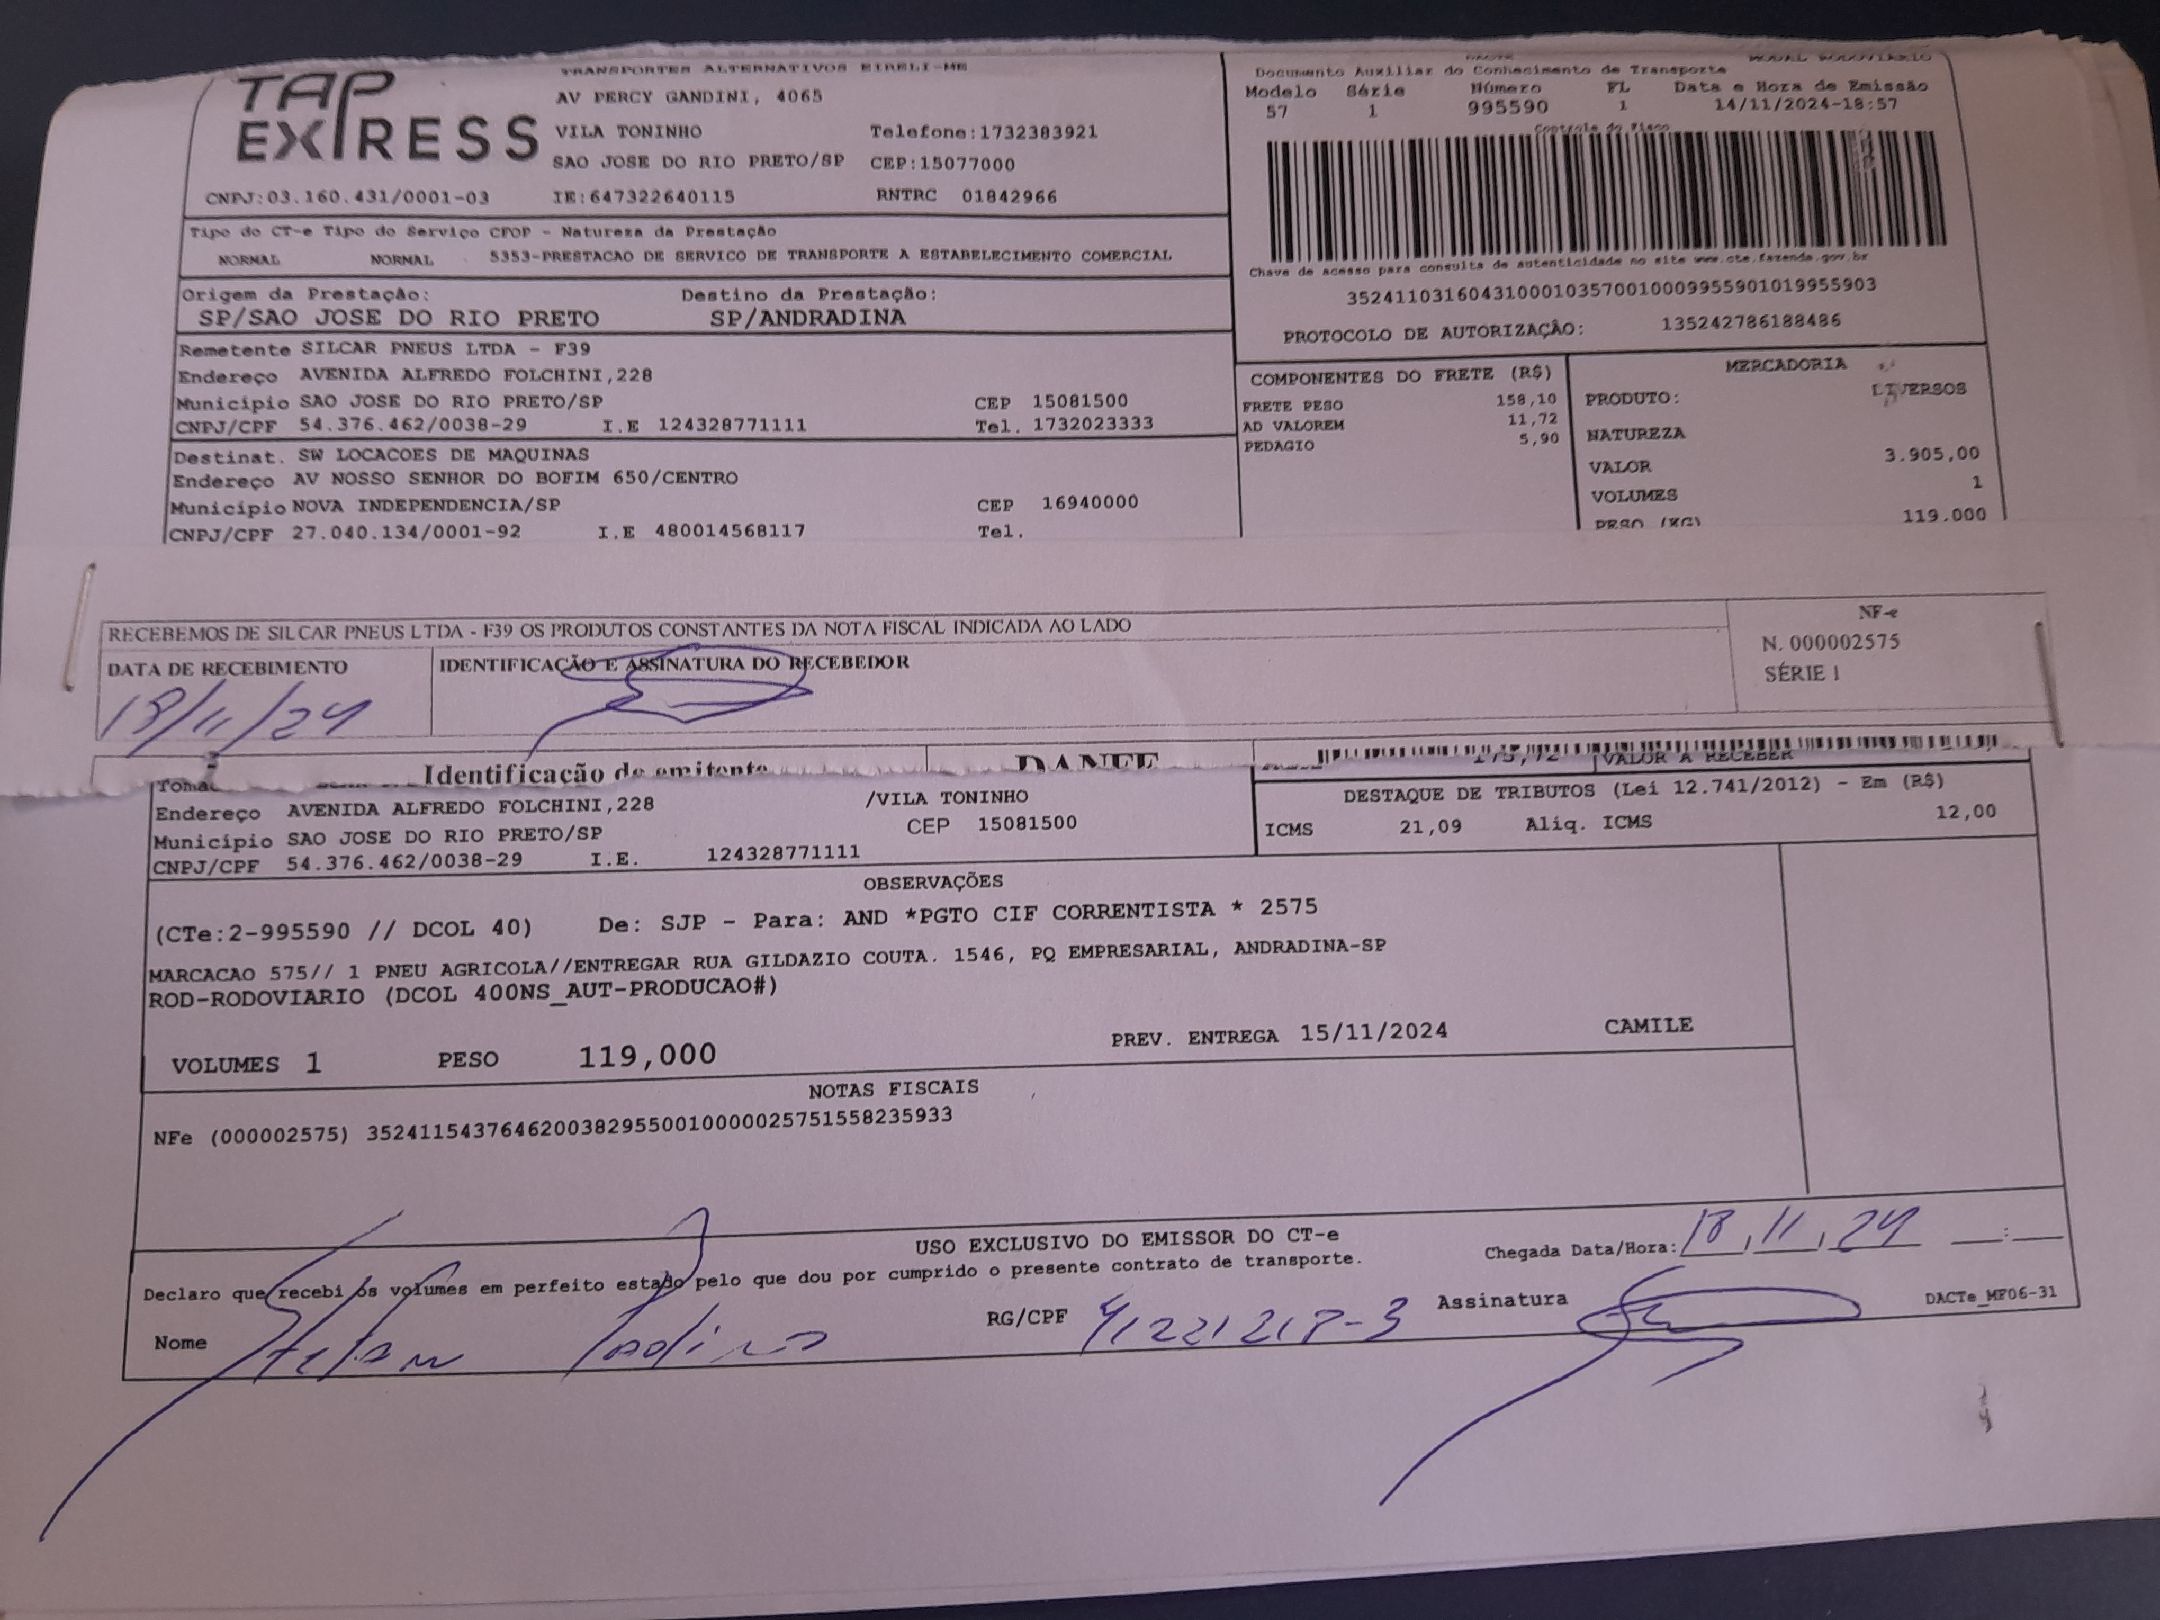 TAP EXPRESS
TRANSPORTES ALTERNATIVOS EIRELI-ME
AV PERCY GANDINI, 4065
VILA TONINHO Telefone:1732383921
SAO JOSE DO RIO PRETO/SP CEP:15077000
CNPJ:03.160.431/0001-03 IE:647322640115 RNTRC 01842966
Tipo do CT-e Tipo do Serviço CFOP - Natureza da Prestação
NORMAL NORMAL 5353-PRESTACAO DE SERVICO DE TRANSPORTE A ESTABELECIMENTO COMERCIAL
Origem da Prestação: Destino da Prestação:
SP/SAO JOSE DO RIO PRETO SP/ANDRADINA
Remetente SILCAR PNEUS LTDA - F39
Endereço AVENIDA ALFREDO FOLCHINI,228
Município SAO JOSE DO RIO PRETO/SP CEP 15081500
CNPJ/CPF 54.376.462/0038-29 I.E 124328771111 Tel. 1732023333
Destinat. SW LOCACOES DE MAQUINAS
Endereço AV NOSSO SENHOR DO BOFIM 650/CENTRO
Município NOVA INDEPENDENCIA/SP CEP 16940000
CNPJ/CPF 27.040.134/0001-92 I.E 480014568117 Tel.
DACTE MODAL RODOVIÁRIO
Documento Auxiliar do Conhecimento de Transporte
Modelo Série Número FL Data e Hora de Emissão
57 1 995590 1 14/11/2024-18:57
Controle do Fisco
Chave de acesso para consulta de autenticidade no site www.cte.fazenda.gov.br
35241103160431000103570010009955901019955903
PROTOCOLO DE AUTORIZAÇÃO: 135242786188486
COMPONENTES DO FRETE (R$)
FRETE PESO 158,10
AD VALOREM 11,72
PEDAGIO 5,90
MERCADORIA
PRODUTO: DIVERSOS
NATUREZA
VALOR 3.905,00
VOLUMES 1
PESO (KG) 119.000
RECEBEMOS DE SILCAR PNEUS LTDA - F39 OS PRODUTOS CONSTANTES DA NOTA FISCAL INDICADA AO LADO
DATA DE RECEBIMENTO IDENTIFICAÇÃO E ASSINATURA DO RECEBEDOR
18/11/24
NF-e
N. 000002575
SÉRIE 1
Identificação do emitente DANFE
175,72 VALOR A RECEBER
Endereço AVENIDA ALFREDO FOLCHINI,228 /VILA TONINHO
Município SAO JOSE DO RIO PRETO/SP CEP 15081500
CNPJ/CPF 54.376.462/0038-29 I.E. 124328771111
DESTAQUE DE TRIBUTOS (Lei 12.741/2012) - Em (R$)
ICMS 21,09 Aliq. ICMS 12,00
OBSERVAÇÕES
(CTe:2-995590 // DCOL 40) De: SJP - Para: AND *PGTO CIF CORRENTISTA * 2575
MARCACAO 575// 1 PNEU AGRICOLA//ENTREGAR RUA GILDAZIO COUTA. 1546, PQ EMPRESARIAL, ANDRADINA-SP
ROD-RODOVIARIO (DCOL 400NS_AUT-PRODUCAO#)
VOLUMES 1 PESO 119,000 PREV. ENTREGA 15/11/2024 CAMILE
NOTAS FISCAIS
NFe (000002575) 35241154376462003829550010000025751558235933
USO EXCLUSIVO DO EMISSOR DO CT-e
Chegada Data/Hora: 18,11,24 __:__
Declaro que recebi os volumes em perfeito estado pelo que dou por cumprido o presente contrato de transporte.
Nome RG/CPF 41221218-3 Assinatura DACTe_MF06-31